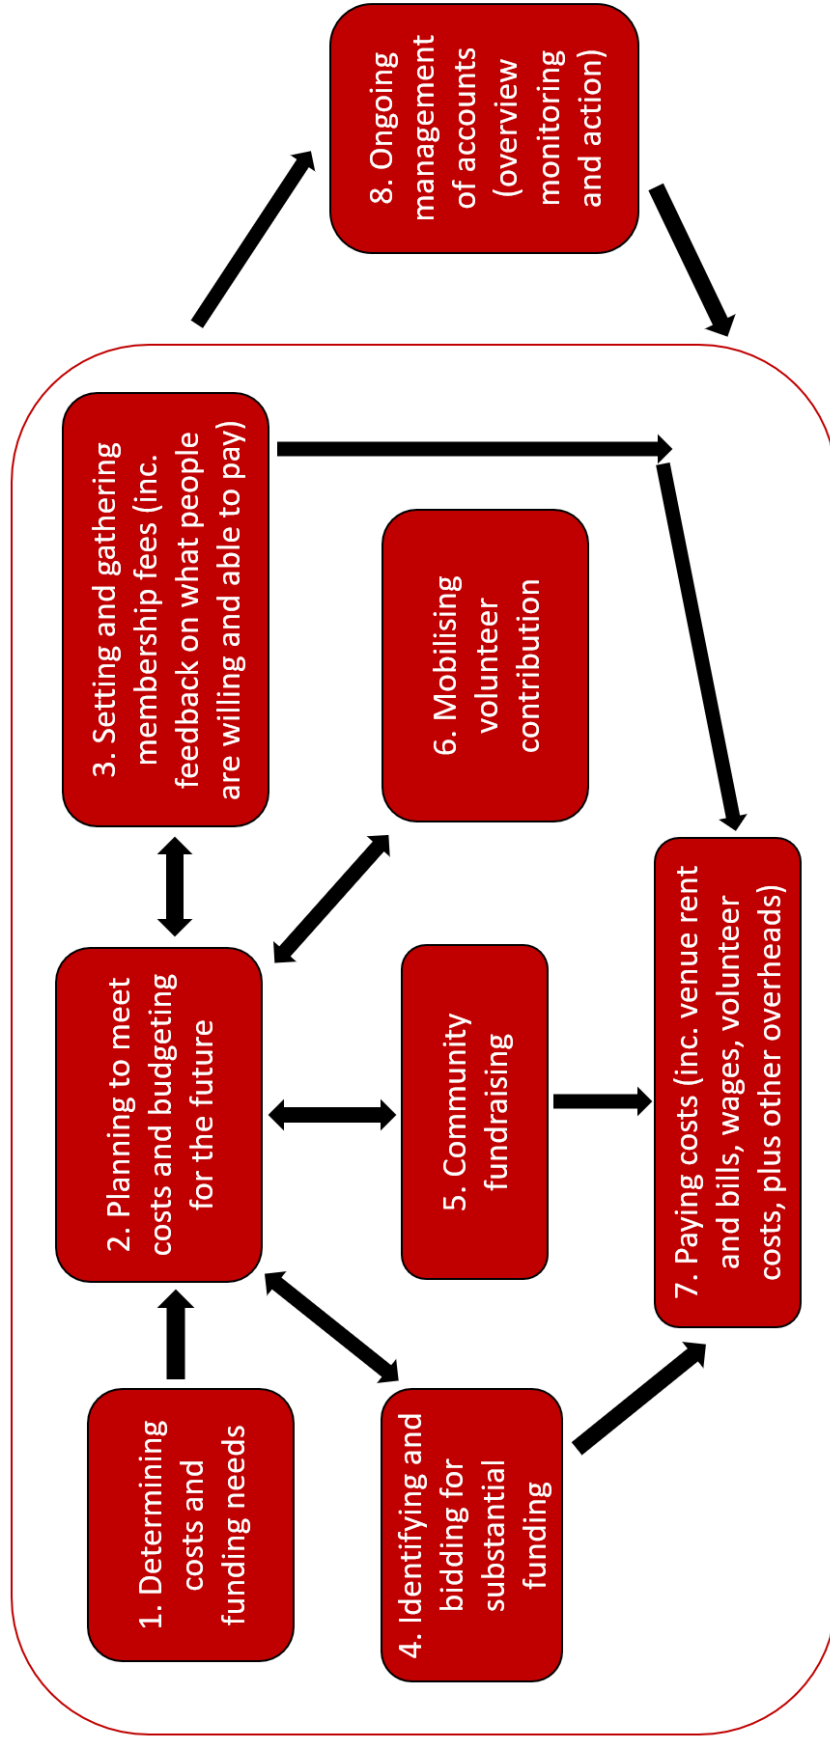 1. Determining
costs and
funding needs
2. Planning to meet
costs and budgeting
for the future
3. Setting and gathering
membership fees (inc.
feedback on what people
are willing and able to pay)
4. Identifying and
bidding for
substantial
funding
5. Community
fundraising
6. Mobilising
volunteer
contribution
7. Paying costs (inc. venue rent
and bills, wages, volunteer
costs, plus other overheads)
8. Ongoing
management
of accounts
(overview
monitoring
and action)